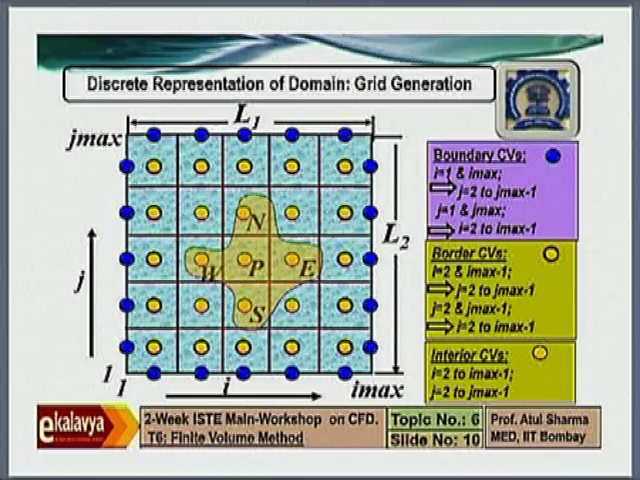 Discrete Representation of Domain: Grid Generation
L1
jmax
L2
N
W P E
S
j
1
1 i imax
Boundary CVs:
i=1 & imax;
j=2 to jmax-1
j=1 & jmax;
i=2 to imax-1
Border CVs:
i=2 & imax-1;
j=2 to jmax-1
j=2 & jmax-1;
i=2 to imax-1
Interior CVs:
i=2 to imax-1;
j=2 to jmax-1
ekalavya
2-Week ISTE Main-Workshop on CFD.
T6: Finite Volume Method
Topic No.: 6
Slide No: 10
Prof. Atul Sharma
MED, IIT Bombay